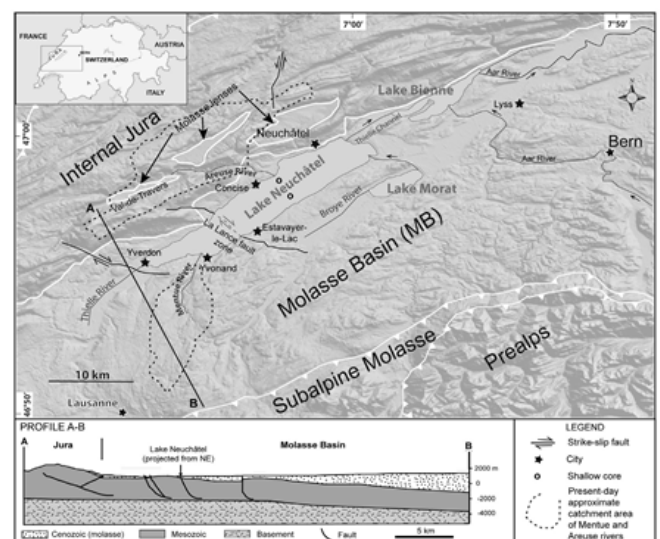 FRANCE
AUSTRIA
SWITZERLAND
ITALY
7°00'
7°50'
47°00'
46°50'
Internal Jura
Molasse lenses
Neuchâtel
Lake Bienne
Aar River
Lyss
Thielle Channel
Bern
Aar River
Areuse River
Val-de-Travers
Concise
Lake Neuchâtel
Lake Morat
Broye River
A
La Lance fault
zone
Estavayer-
le-Lac
Yverdon
Yvonand
Thielle River
Mentue River
Molasse Basin (MB)
Subalpine Molasse
Prealps
10 km
Lausanne
B
PROFILE A-B
A
Jura
Lake Neuchâtel
(projected from NE)
Molasse Basin
B
2000 m
0
-2000
-4000
Cenozoic (molasse)
Mesozoic
Basement
Fault
5 km
LEGEND
Strike-slip fault
City
Shallow core
Present-day
approximate
catchment area
of Mentue and
Areuse rivers